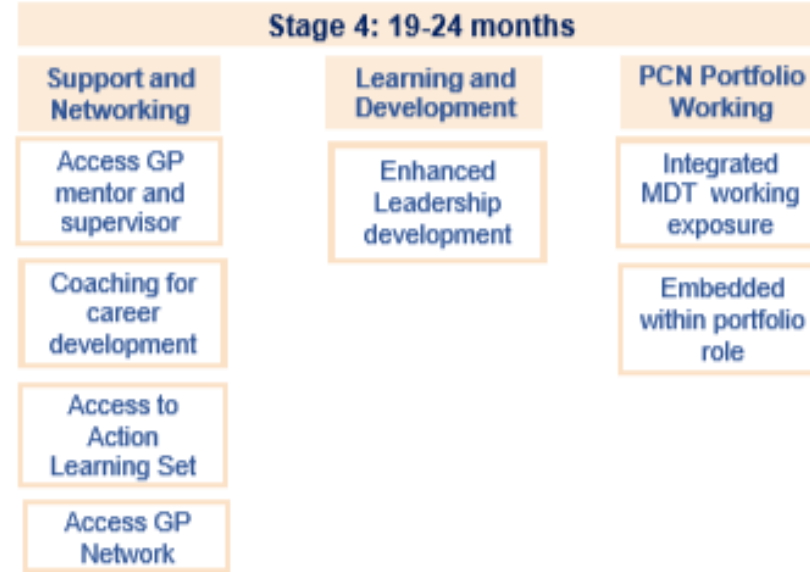 Stage 4: 19-24 months
Support and
Networking
Access GP
mentor and
supervisor
Coaching for
career
development
Access to
Action
Learning Set
Access GP
Network
Learning and
Development
Enhanced
Leadership
development
PCN Portfolio
Working
Integrated
MDT working
exposure
Embedded
within portfolio
role